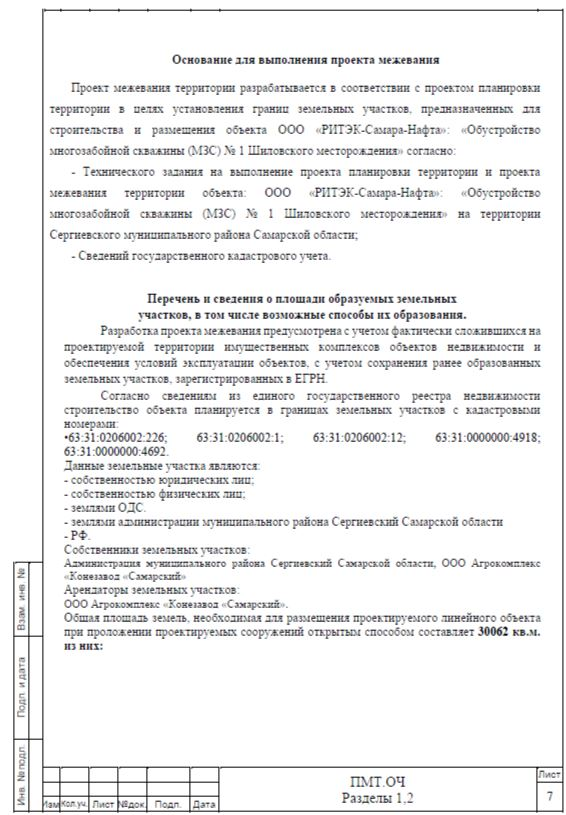 Основание для выполнения проекта межевания
Проект межевания территории разрабатывается в соответствии с проектом планировки
территории в целях установления границ земельных участков, предназначенных для
строительства и размещения объекта ООО «РИТЭК-Самара-Нафта»: «Обустройство
многозабойной скважины (МЗС) № 1 Шиловского месторождения» согласно:
- Технического задания на выполнение проекта планировки территории и проекта
межевания территории объекта: ООО «РИТЭК-Самара-Нафта»: «Обустройство
многозабойной скважины (МЗС) № 1 Шиловского месторождения» на территории
Сергиевского муниципального района Самарской области;
- Сведений государственного кадастрового учета.
Перечень и сведения о площади образуемых земельных
участков, в том числе возможные способы их образования.
Разработка проекта межевания предусмотрена с учетом фактически сложившихся на
проектируемой территории имущественных комплексов объектов недвижимости и
обеспечения условий эксплуатации объектов, с учетом сохранения ранее образованных
земельных участков, зарегистрированных в ЕГРН.
Согласно сведениям из единого государственного реестра недвижимости
строительство объекта планируется в границах земельных участков с кадастровыми
номерами:
•63:31:0206002:226; 63:31:0206002:1; 63:31:0206002:12; 63:31:0000000:4918;
63:31:0000000:4692.
Данные земельные участка являются:
- собственностью юридических лиц;
- собственностью физических лиц;
- землями ОДС.
- землями администрации муниципального района Сергиевский Самарской области
- РФ.
Собственники земельных участков:
Администрация муниципального района Сергиевский Самарской области, ООО Агрокомплекс
«Конезавод «Самарский»
Арендаторы земельных участков:
ООО Агрокомплекс «Конезавод «Самарский».
Общая площадь земель, необходимая для размещения проектируемого линейного объекта
при проложении проектируемых сооружений открытым способом составляет 30062 кв.м.
из них:
Взам. инв. №
Подп. и дата
Инв. № подл.
Изм Кол.уч. Лист №док. Подп. Дата
ПМТ.ОЧ
Разделы 1,2
Лист
7